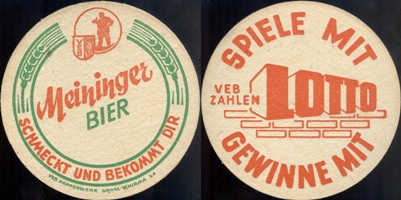 Meininger
BIER
SCHMECKT UND BEKOMMT DIR
SPIELE MIT
VEB
ZAHLEN
LOTTO
GEWINNE MIT